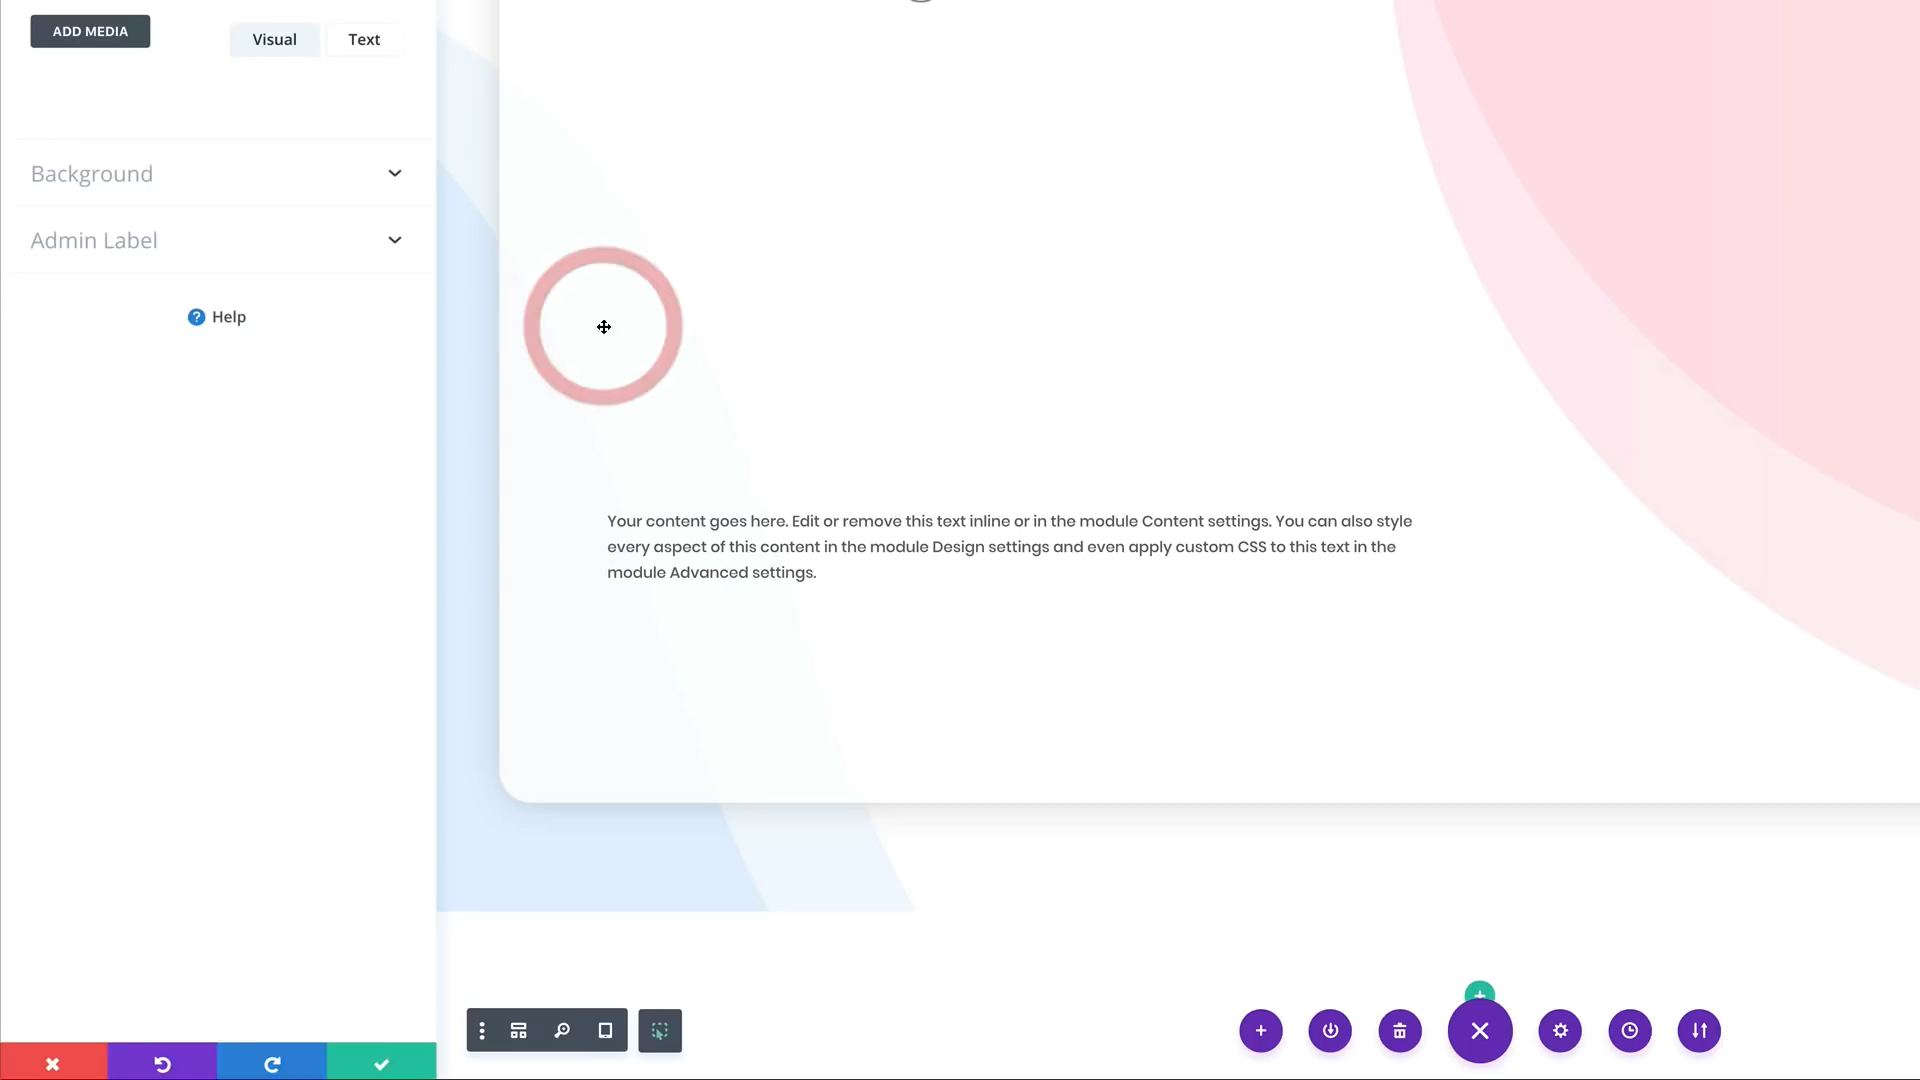 ADD MEDIA
Visual
Text
Background
Admin Label
? Help
Your content goes here. Edit or remove this text inline or in the module Content settings. You can also style
every aspect of this content in the module Design settings and even apply custom CSS to this text in the
module Advanced settings.